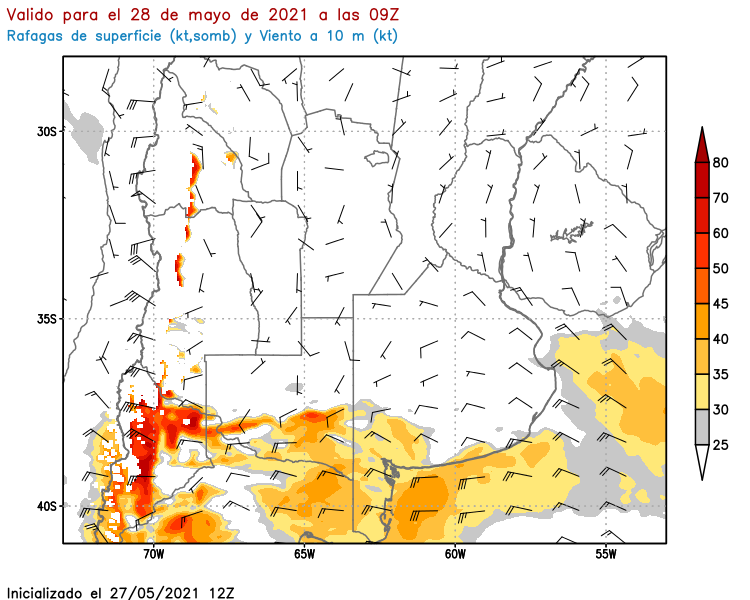 Valido para el 28 de mayo de 2021 a las 09Z
Rafagas de superficie (kt,somb) y Viento a 10 m (kt)
30S
35S
40S
70W
65W
60W
55W
80
70
60
50
45
40
35
30
25
Inicializado el 27/05/2021 12Z